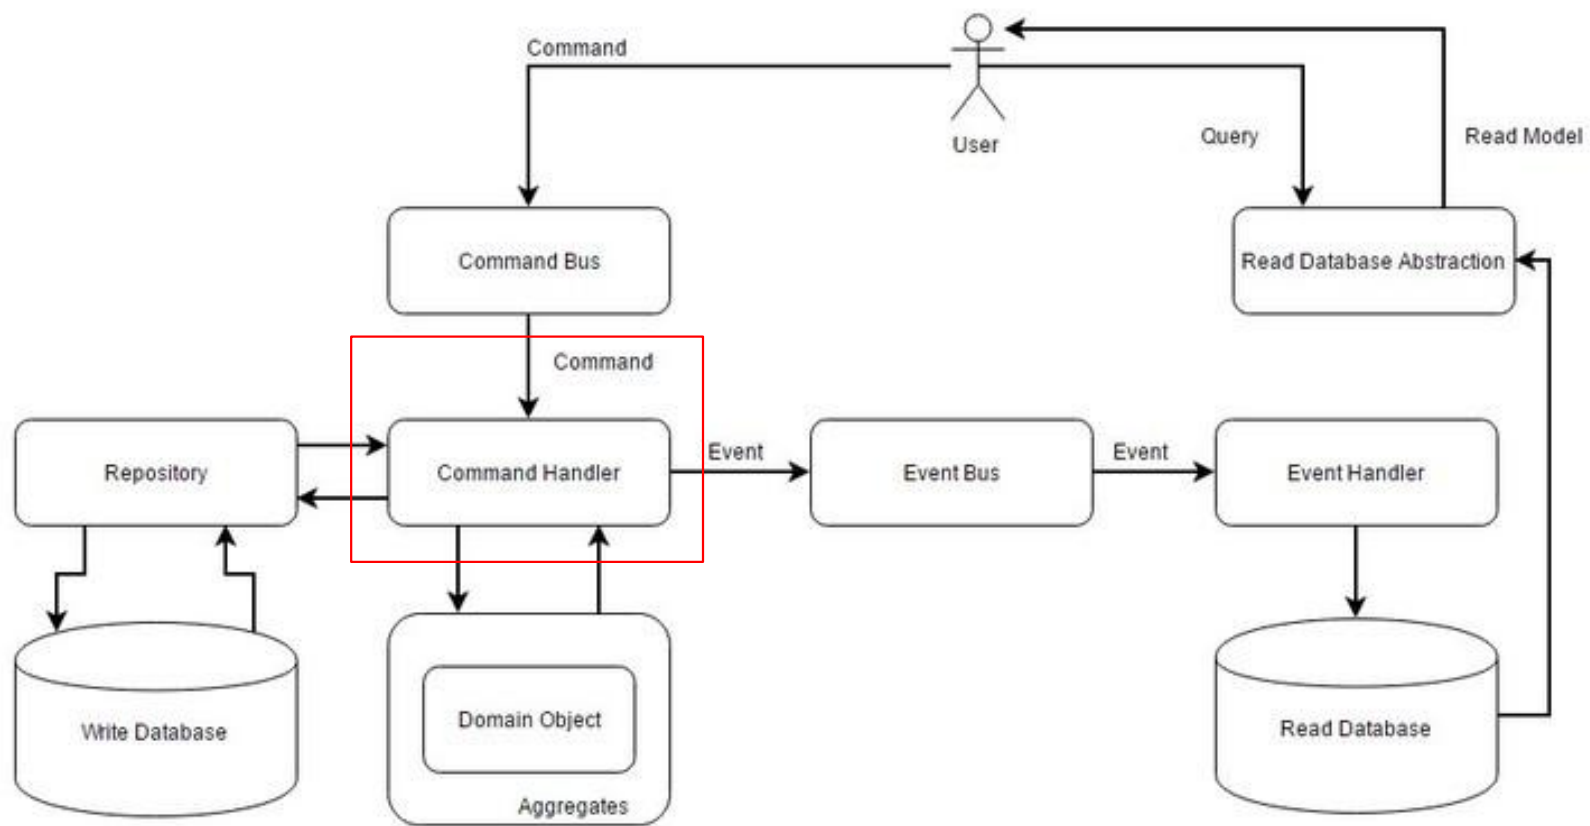 Command
User
Query
Read Model
Command Bus
Read Database Abstraction
Command
Repository
Command Handler
Event
Event Bus
Event
Event Handler
Write Database
Domain Object
Aggregates
Read Database